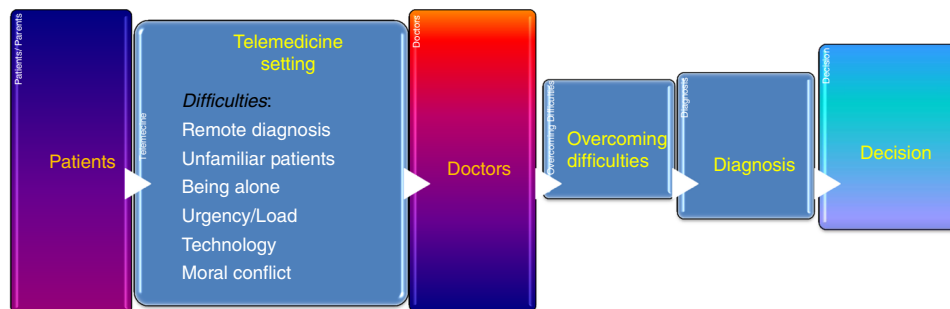 Patients/ Parents
Patients
Telemecine
Telemedicine
setting
Difficulties:
Remote diagnosis
Unfamiliar patients
Being alone
Urgency/Load
Technology
Moral conflict
Doctors
Doctors
Overcoming Difficulties
Overcoming
difficulties
Diagnosis
Diagnosis
Decision
Decision